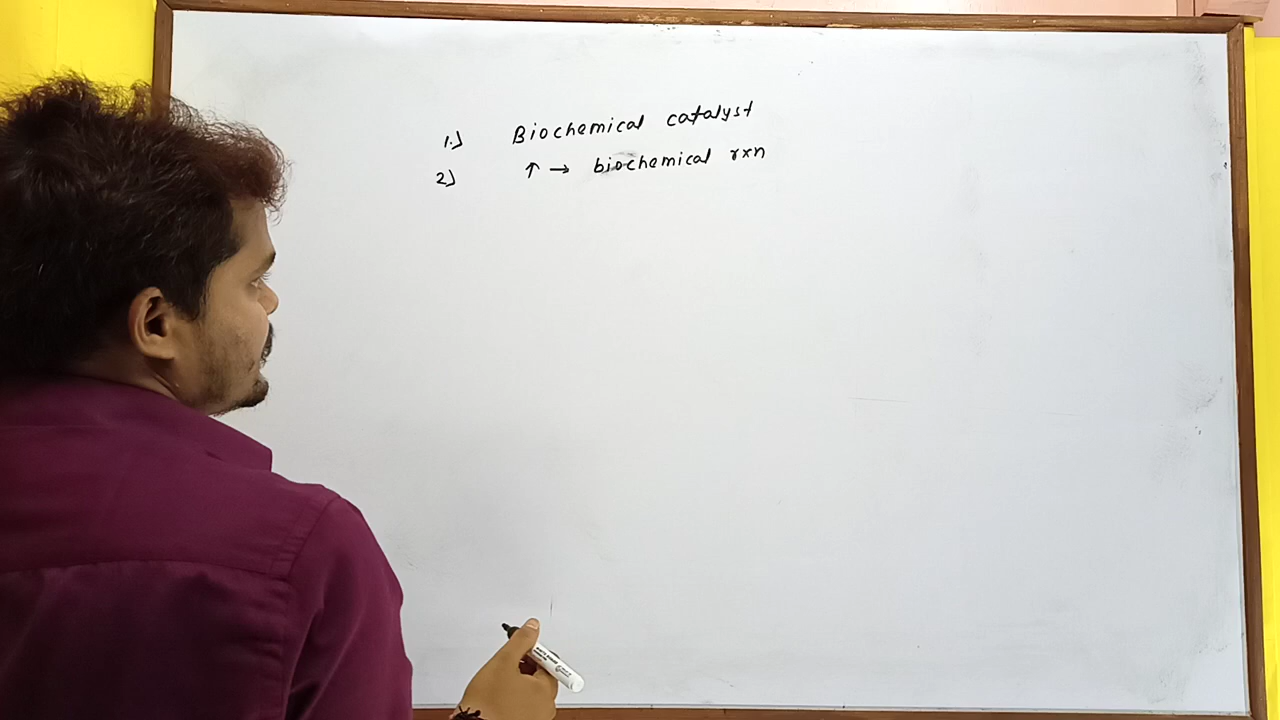 1.) Biochemical catalyst
2) ↑ → biochemical rxn